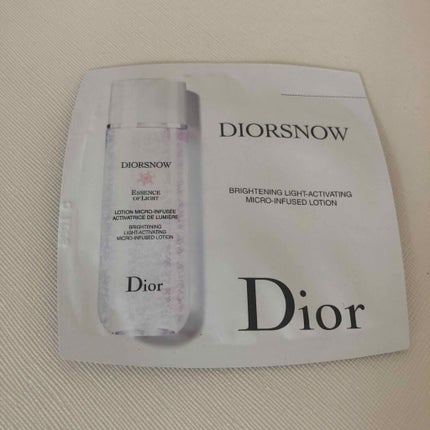 DIORSNOW
ESSENCE
OF LIGHT
LOTION MICRO-INFUSÉE
ACTIVATRICE DE LUMIÈRE
BRIGHTENING
LIGHT-ACTIVATING
MICRO-INFUSED LOTION
Dior
DIORSNOW
BRIGHTENING LIGHT-ACTIVATING
MICRO-INFUSED LOTION
Dior